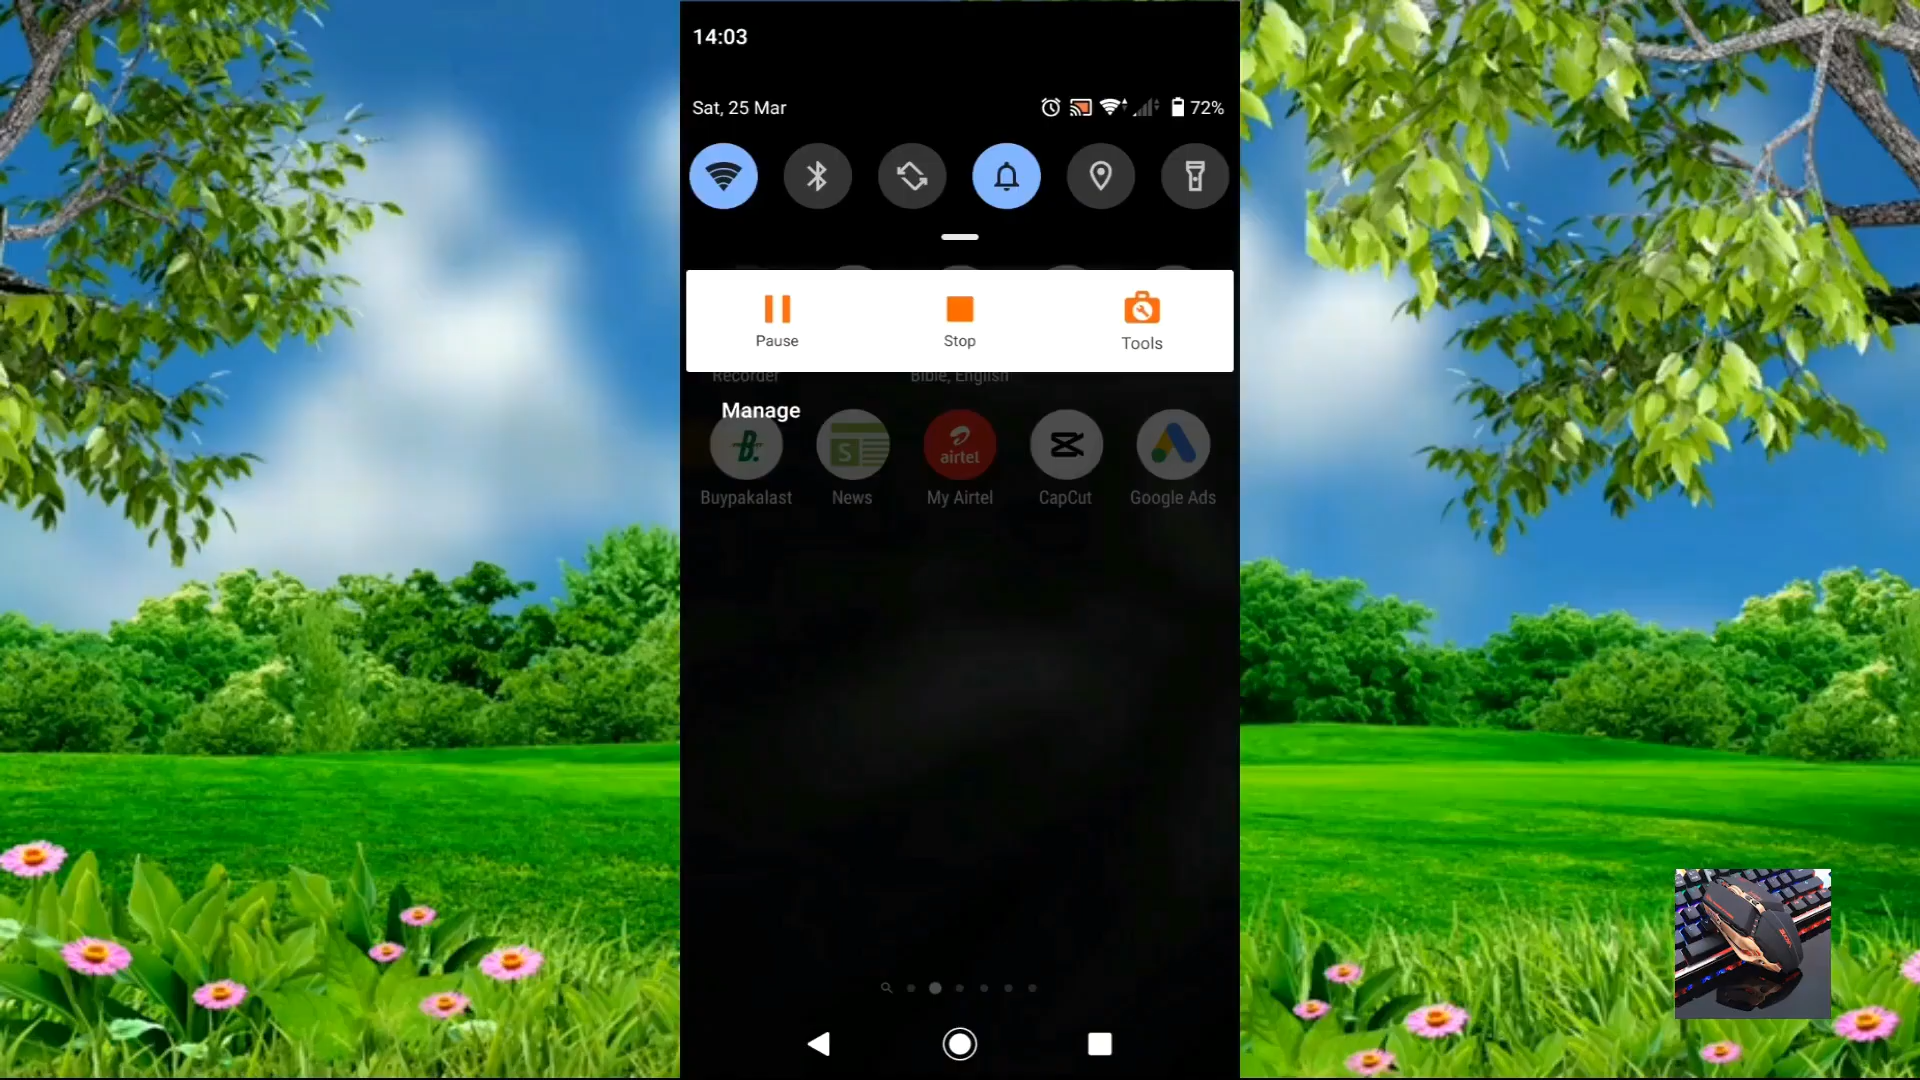 14:03
Sat, 25 Mar
72%
Pause
Stop
Tools
Recorder
Bible, English
Manage
B.
S
airtel
Buypakalast
News
My Airtel
CapCut
Google Ads